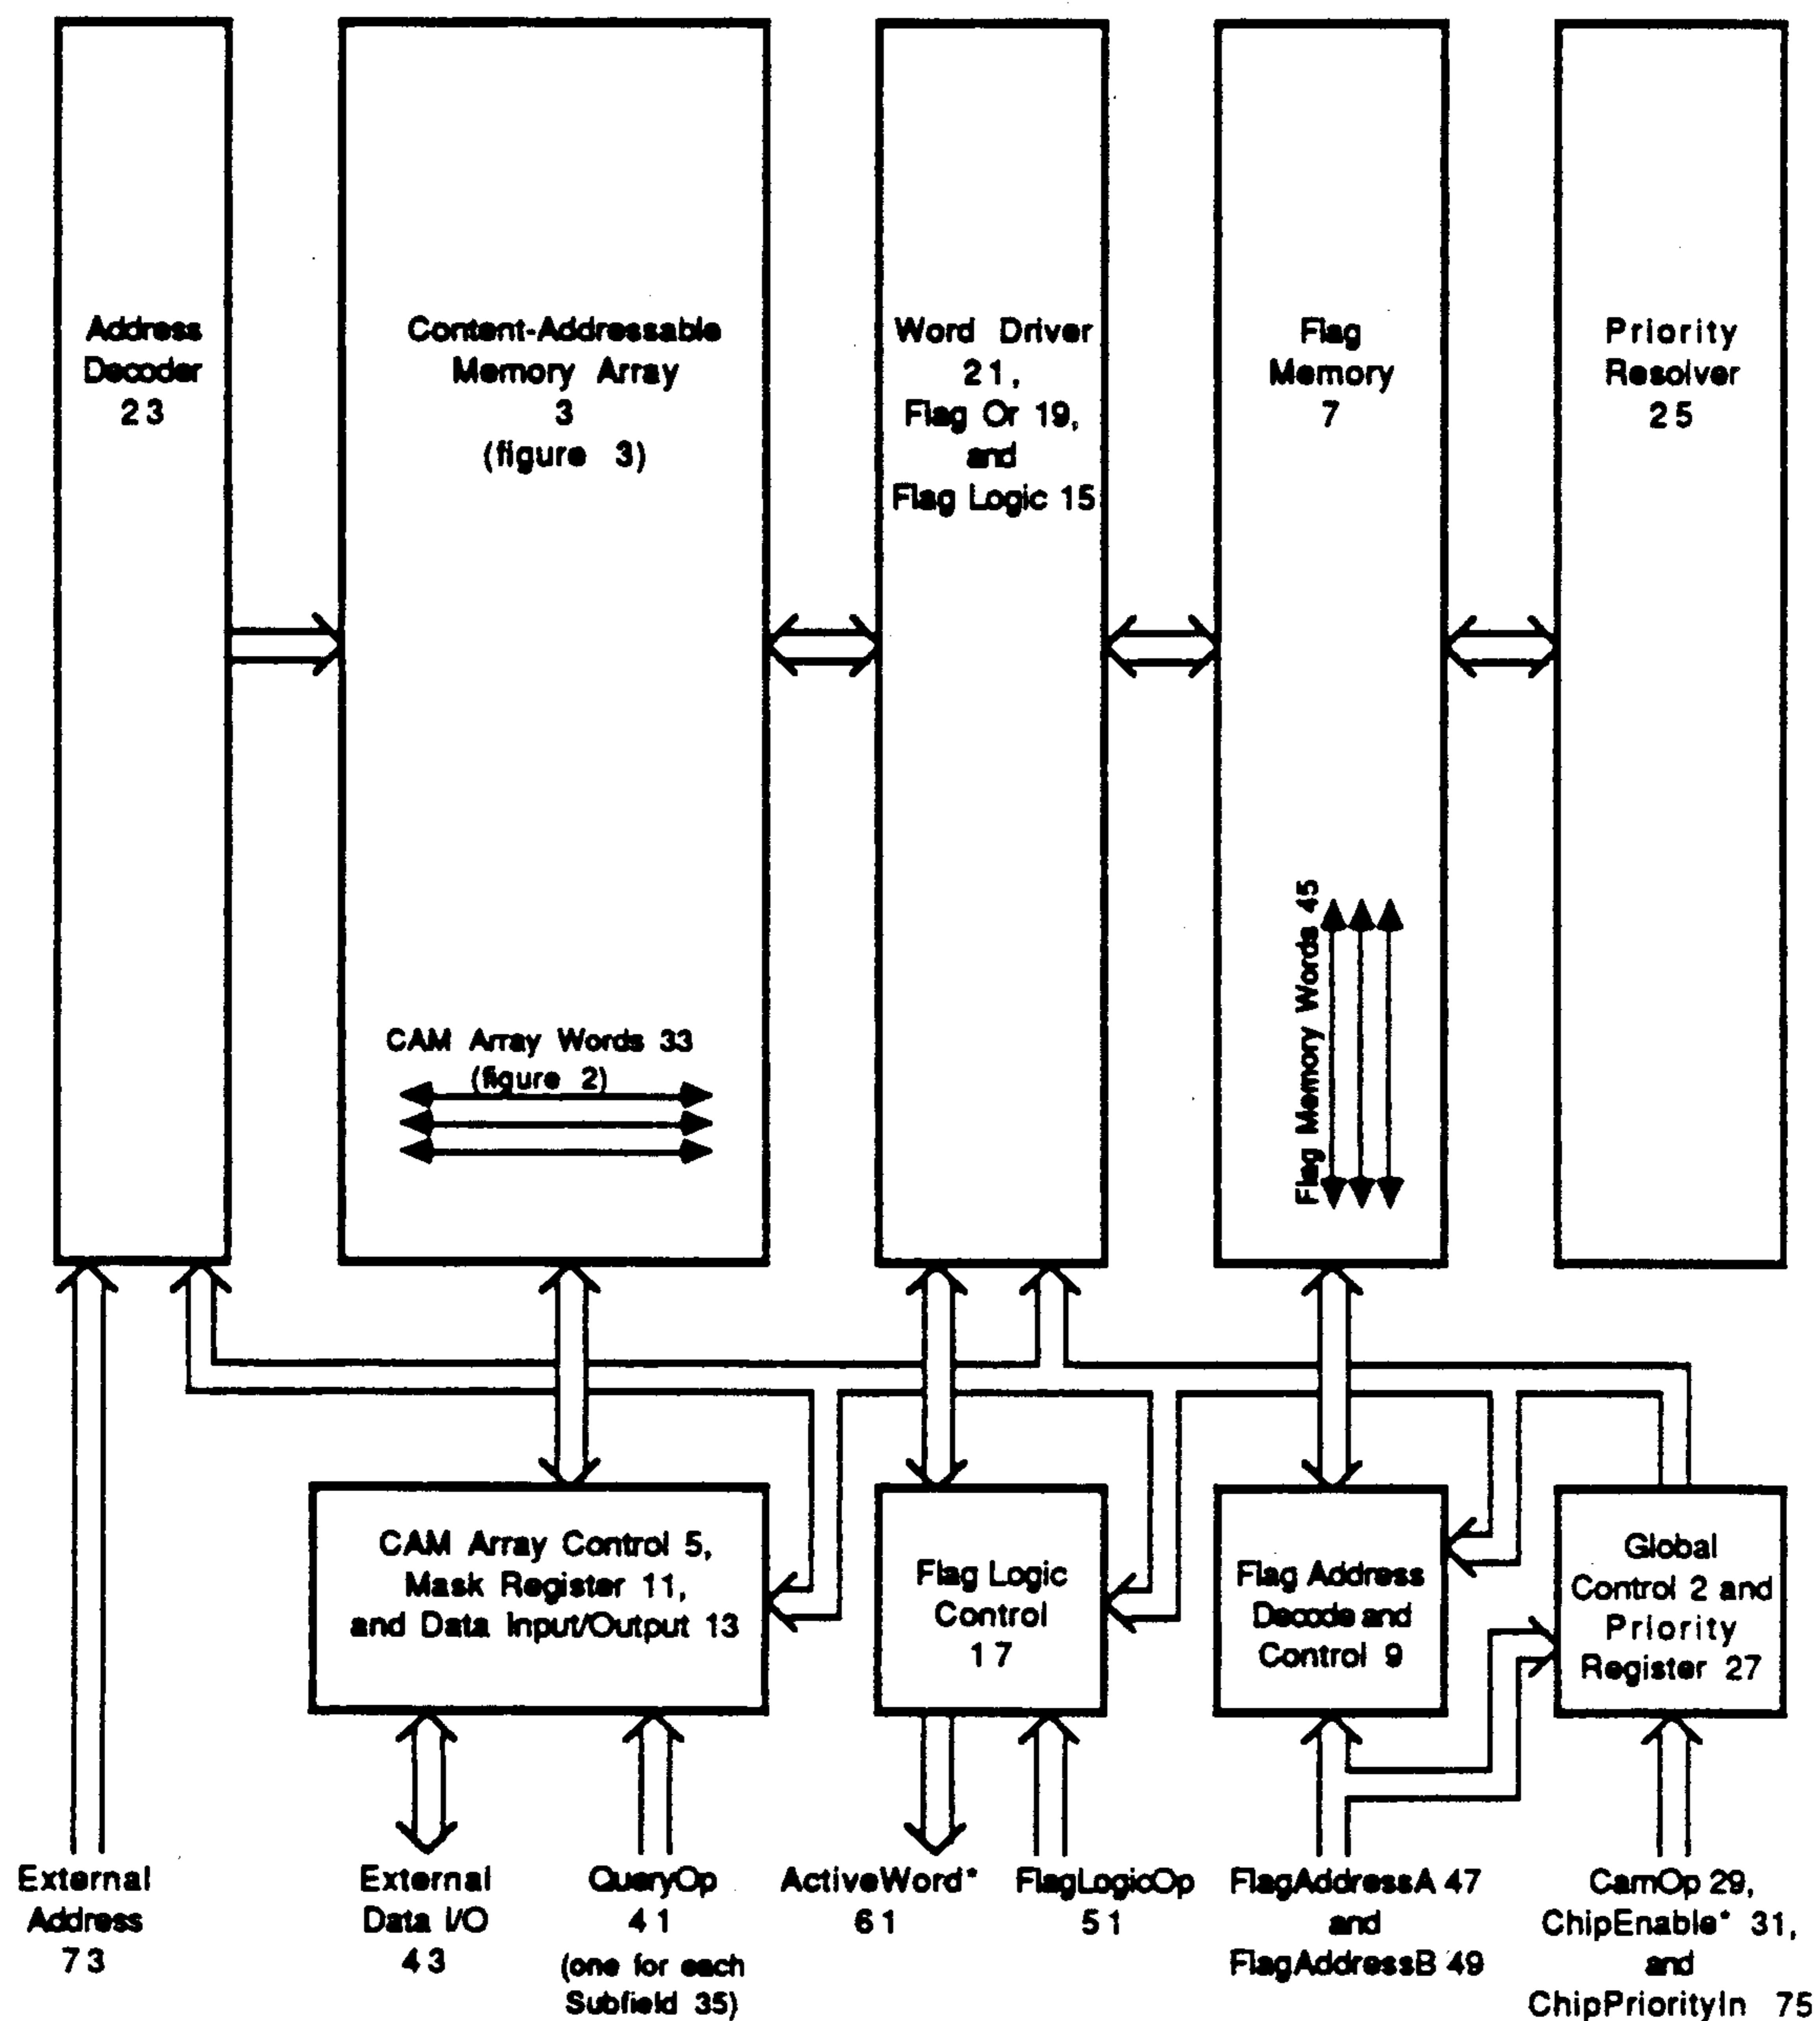 Address
Decoder
23
Content-Addressable
Memory Array
3
(figure 3)
Word Driver
21,
Flag Or 19,
and
Flag Logic 15
Flag
Memory
7
Priority
Resolver
25
CAM Array Words 33
(figure 2)
Flag Memory Words 45
CAM Array Control 5,
Mask Register 11,
and Data Input/Output 13
Flag Logic
Control
17
Flag Address
Decode and
Control 9
Global
Control 2 and
Priority
Register 27
External
Address
73
External
Data I/O
43
QueryOp
41
(one for each
Subfield 35)
ActiveWord*
61
FlagLogicOp
51
FlagAddressA 47
and
FlagAddressB 49
CamOp 29,
ChipEnable* 31,
and
ChipPriorityIn 75